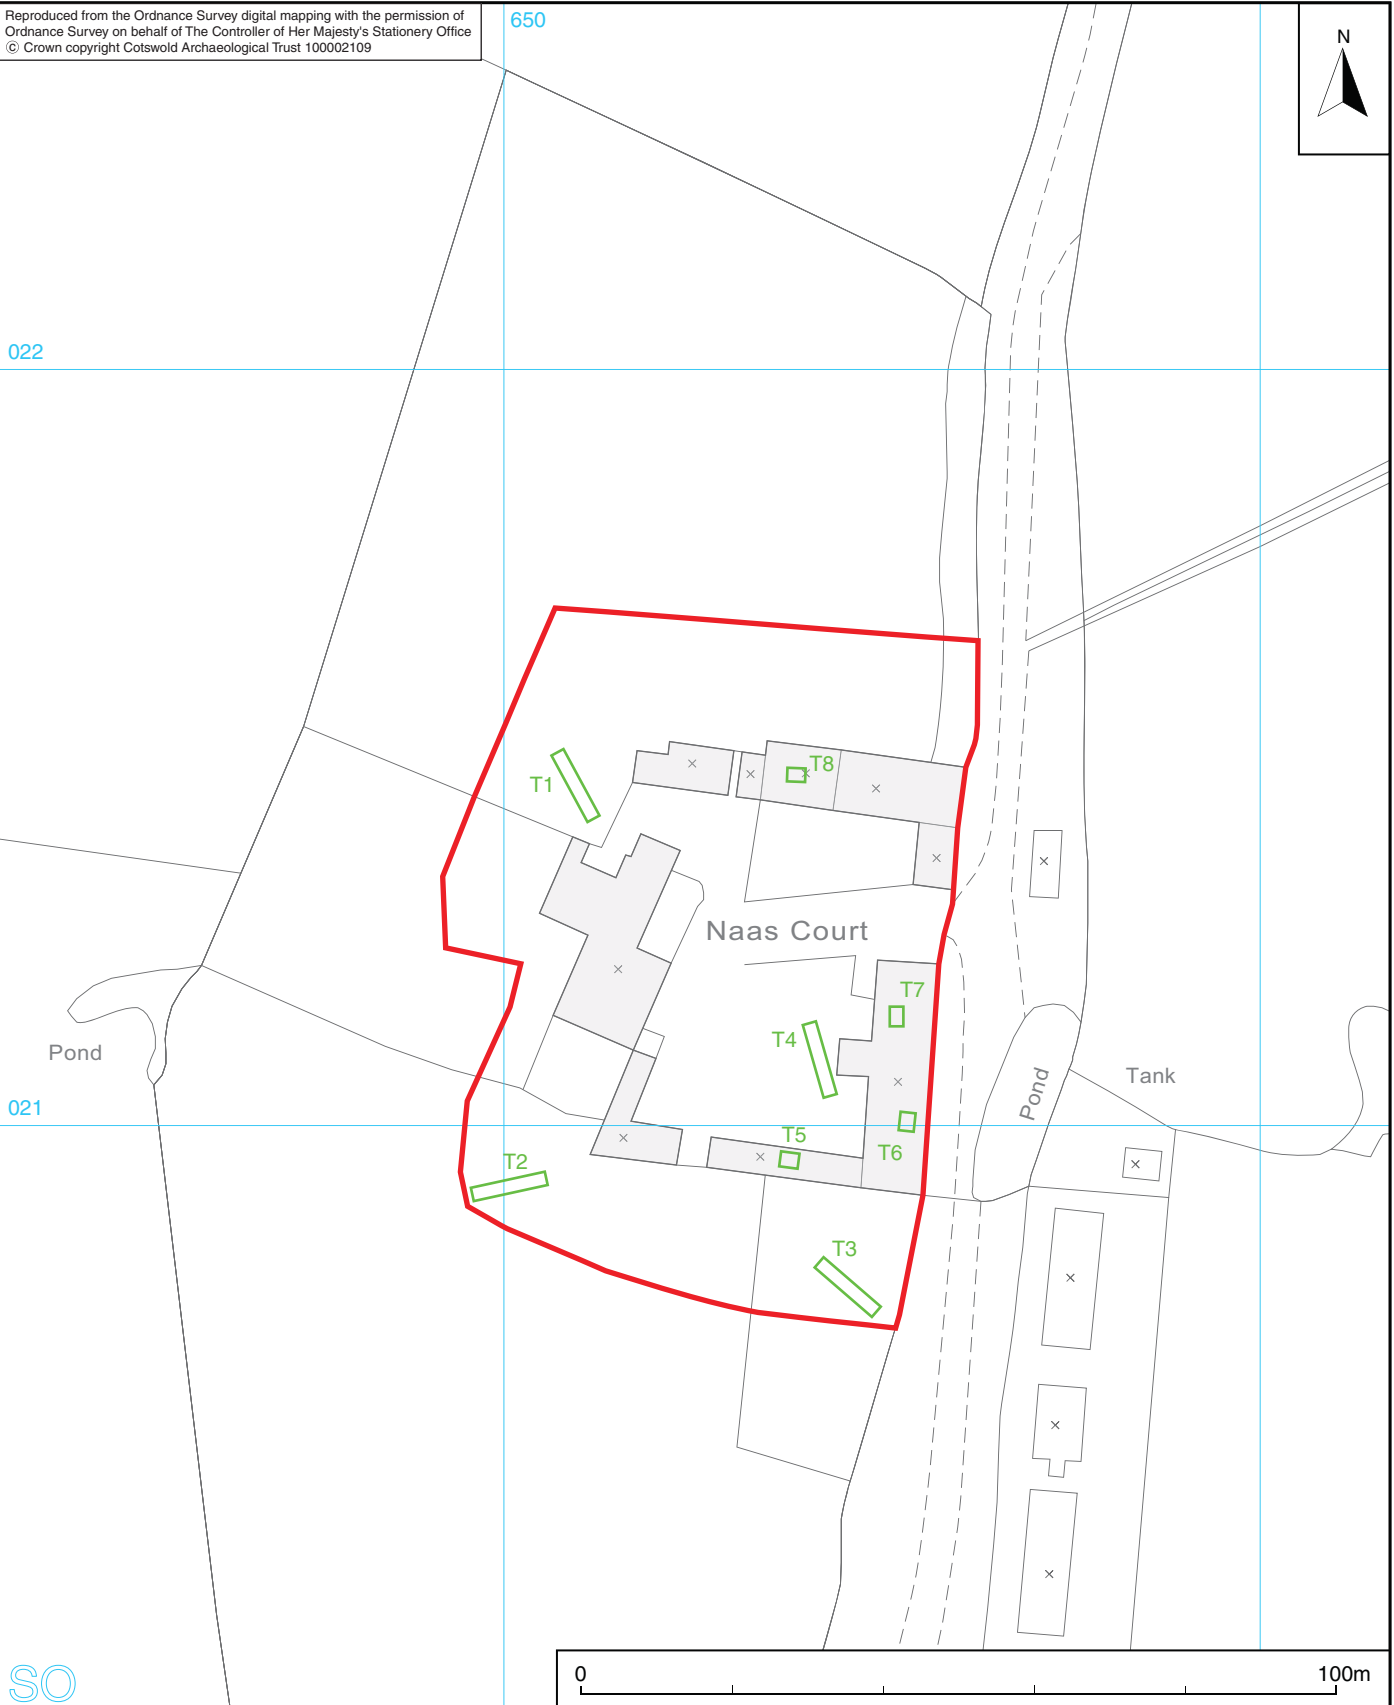 Reproduced from the Ordnance Survey digital mapping with the permission of
Ordnance Survey on behalf of The Controller of Her Majesty's Stationery Office
© Crown copyright Cotswold Archaeological Trust 100002109
650
N
022
T8
T1
Naas Court
T7
T4
Pond
Pond
Tank
021
T5
T6
T2
T3
SO
0
100m